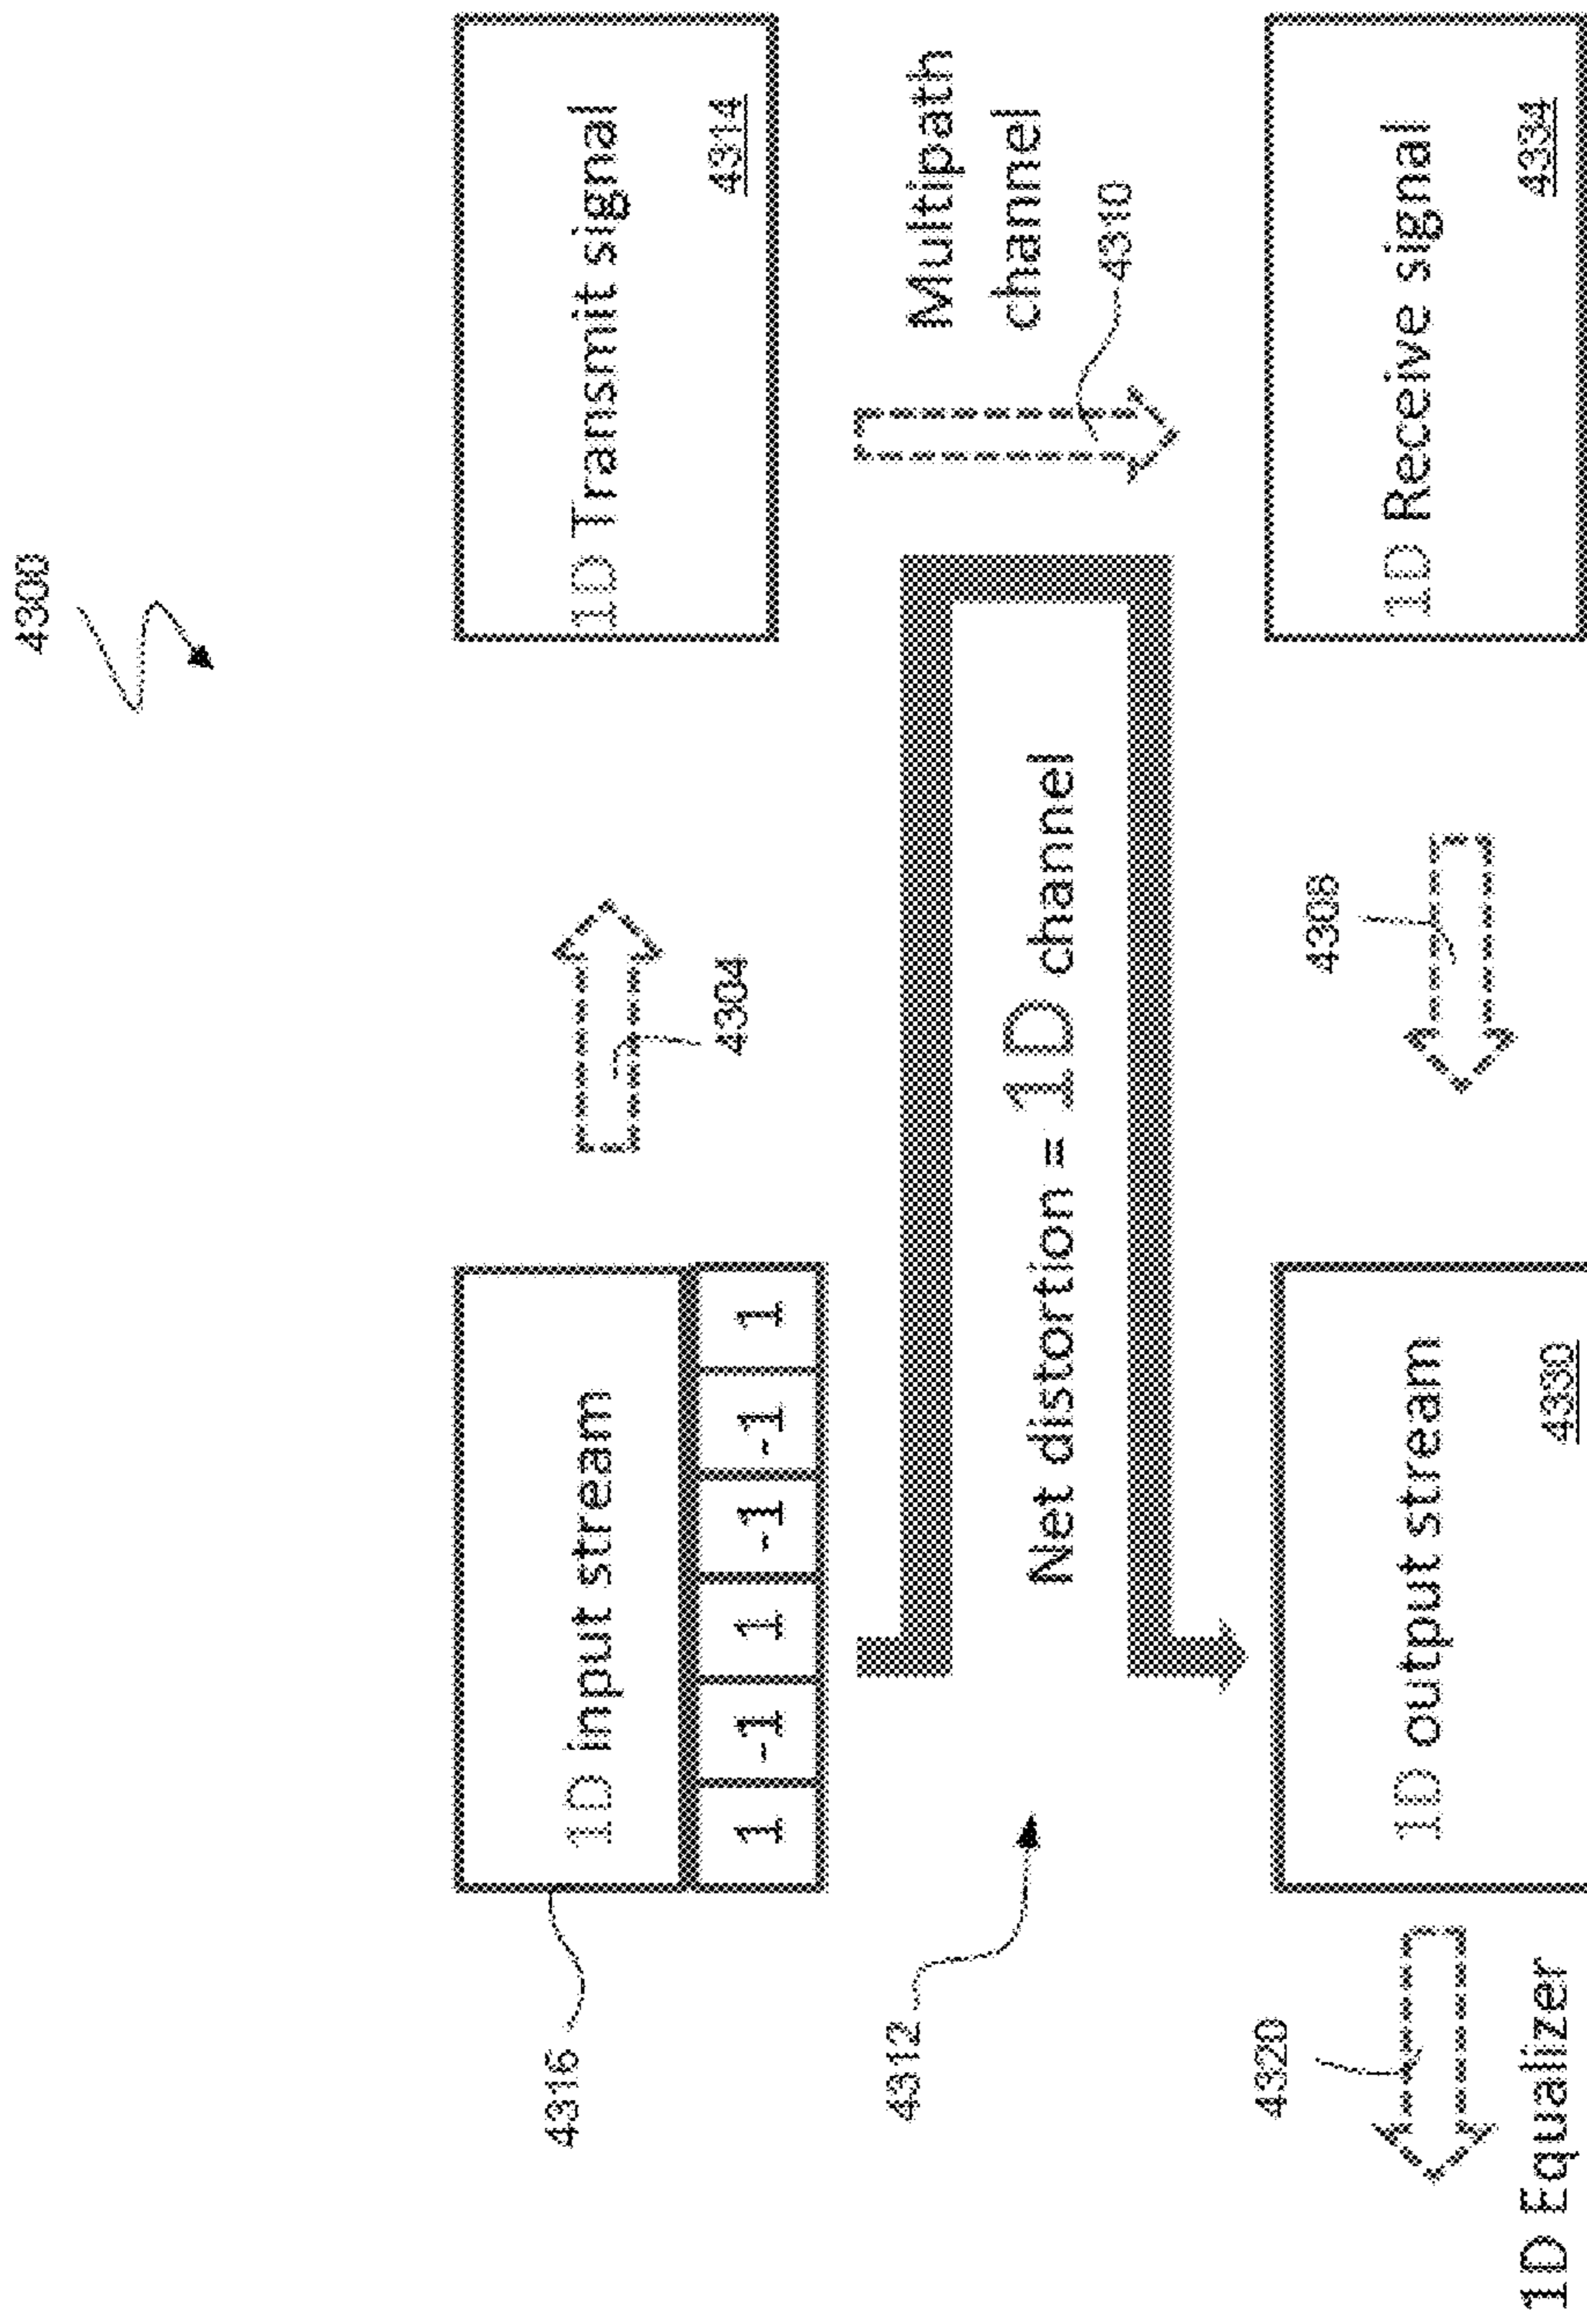 4300
4316
1D input stream
1 -1 1 -1 -1 1
4304
1D Transmit signal
4314
4312
Net distortion = 1D channel
Multipath
channel
4310
4320
1D Equalizer
1D output stream
4330
4308
1D Receive signal
4334